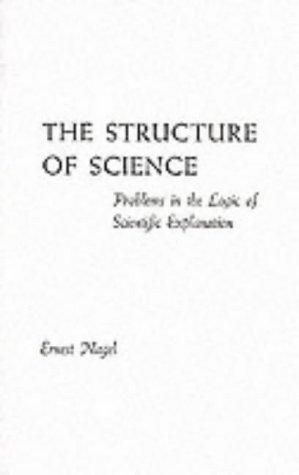 THE STRUCTURE
OF SCIENCE
Problems in the Logic of
Scientific Explanation
Ernest Nagel